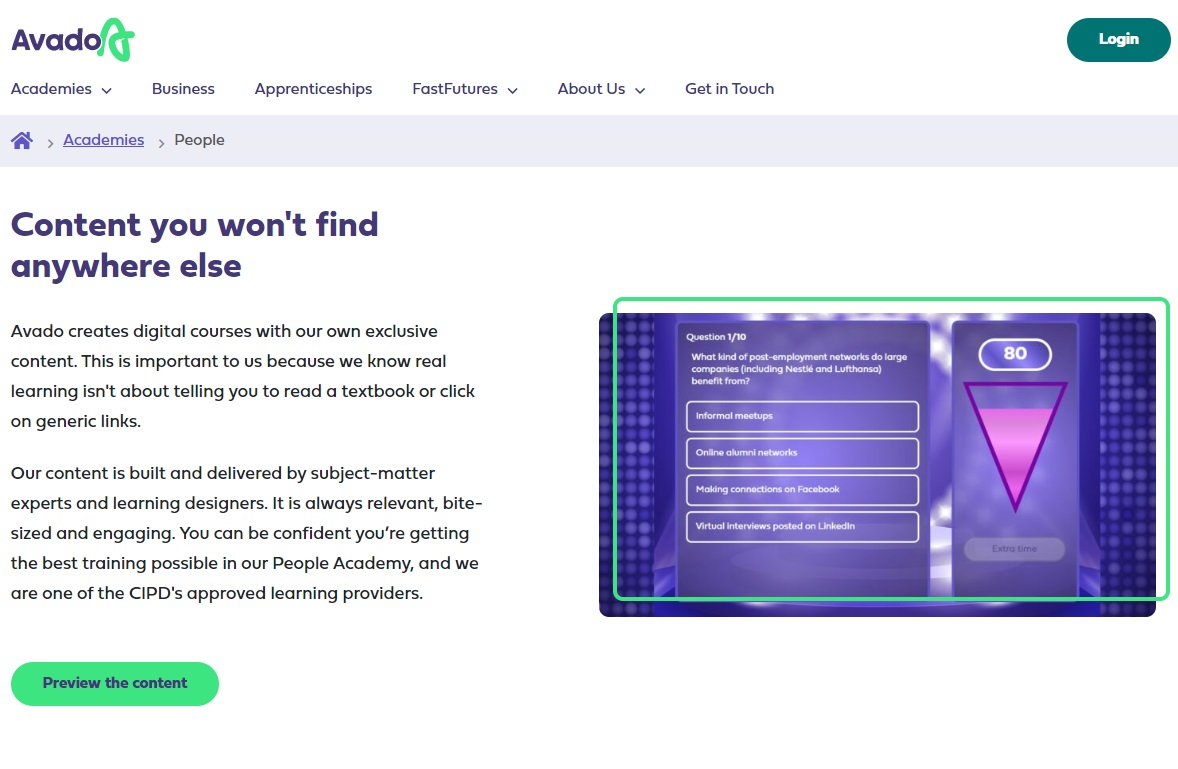 Avado
Login
Academies
Business
Apprenticeships
FastFutures
About Us
Get in Touch
Academies
People
Content you won't find
anywhere else
Avado creates digital courses with our own exclusive
content. This is important to us because we know real
learning isn't about telling you to read a textbook or click
on generic links.
Our content is built and delivered by subject-matter
experts and learning designers. It is always relevant, bite-
sized and engaging. You can be confident you’re getting
the best training possible in our People Academy, and we
are one of the CIPD's approved learning providers.
Preview the content
Question 1/10
What kind of post-employment networks do large
companies (including Nestlé and Lufthansa)
benefit from?
Informal meetups
Online alumni networks
Making connections on Facebook
Virtual interviews posted on LinkedIn
80
Extra time